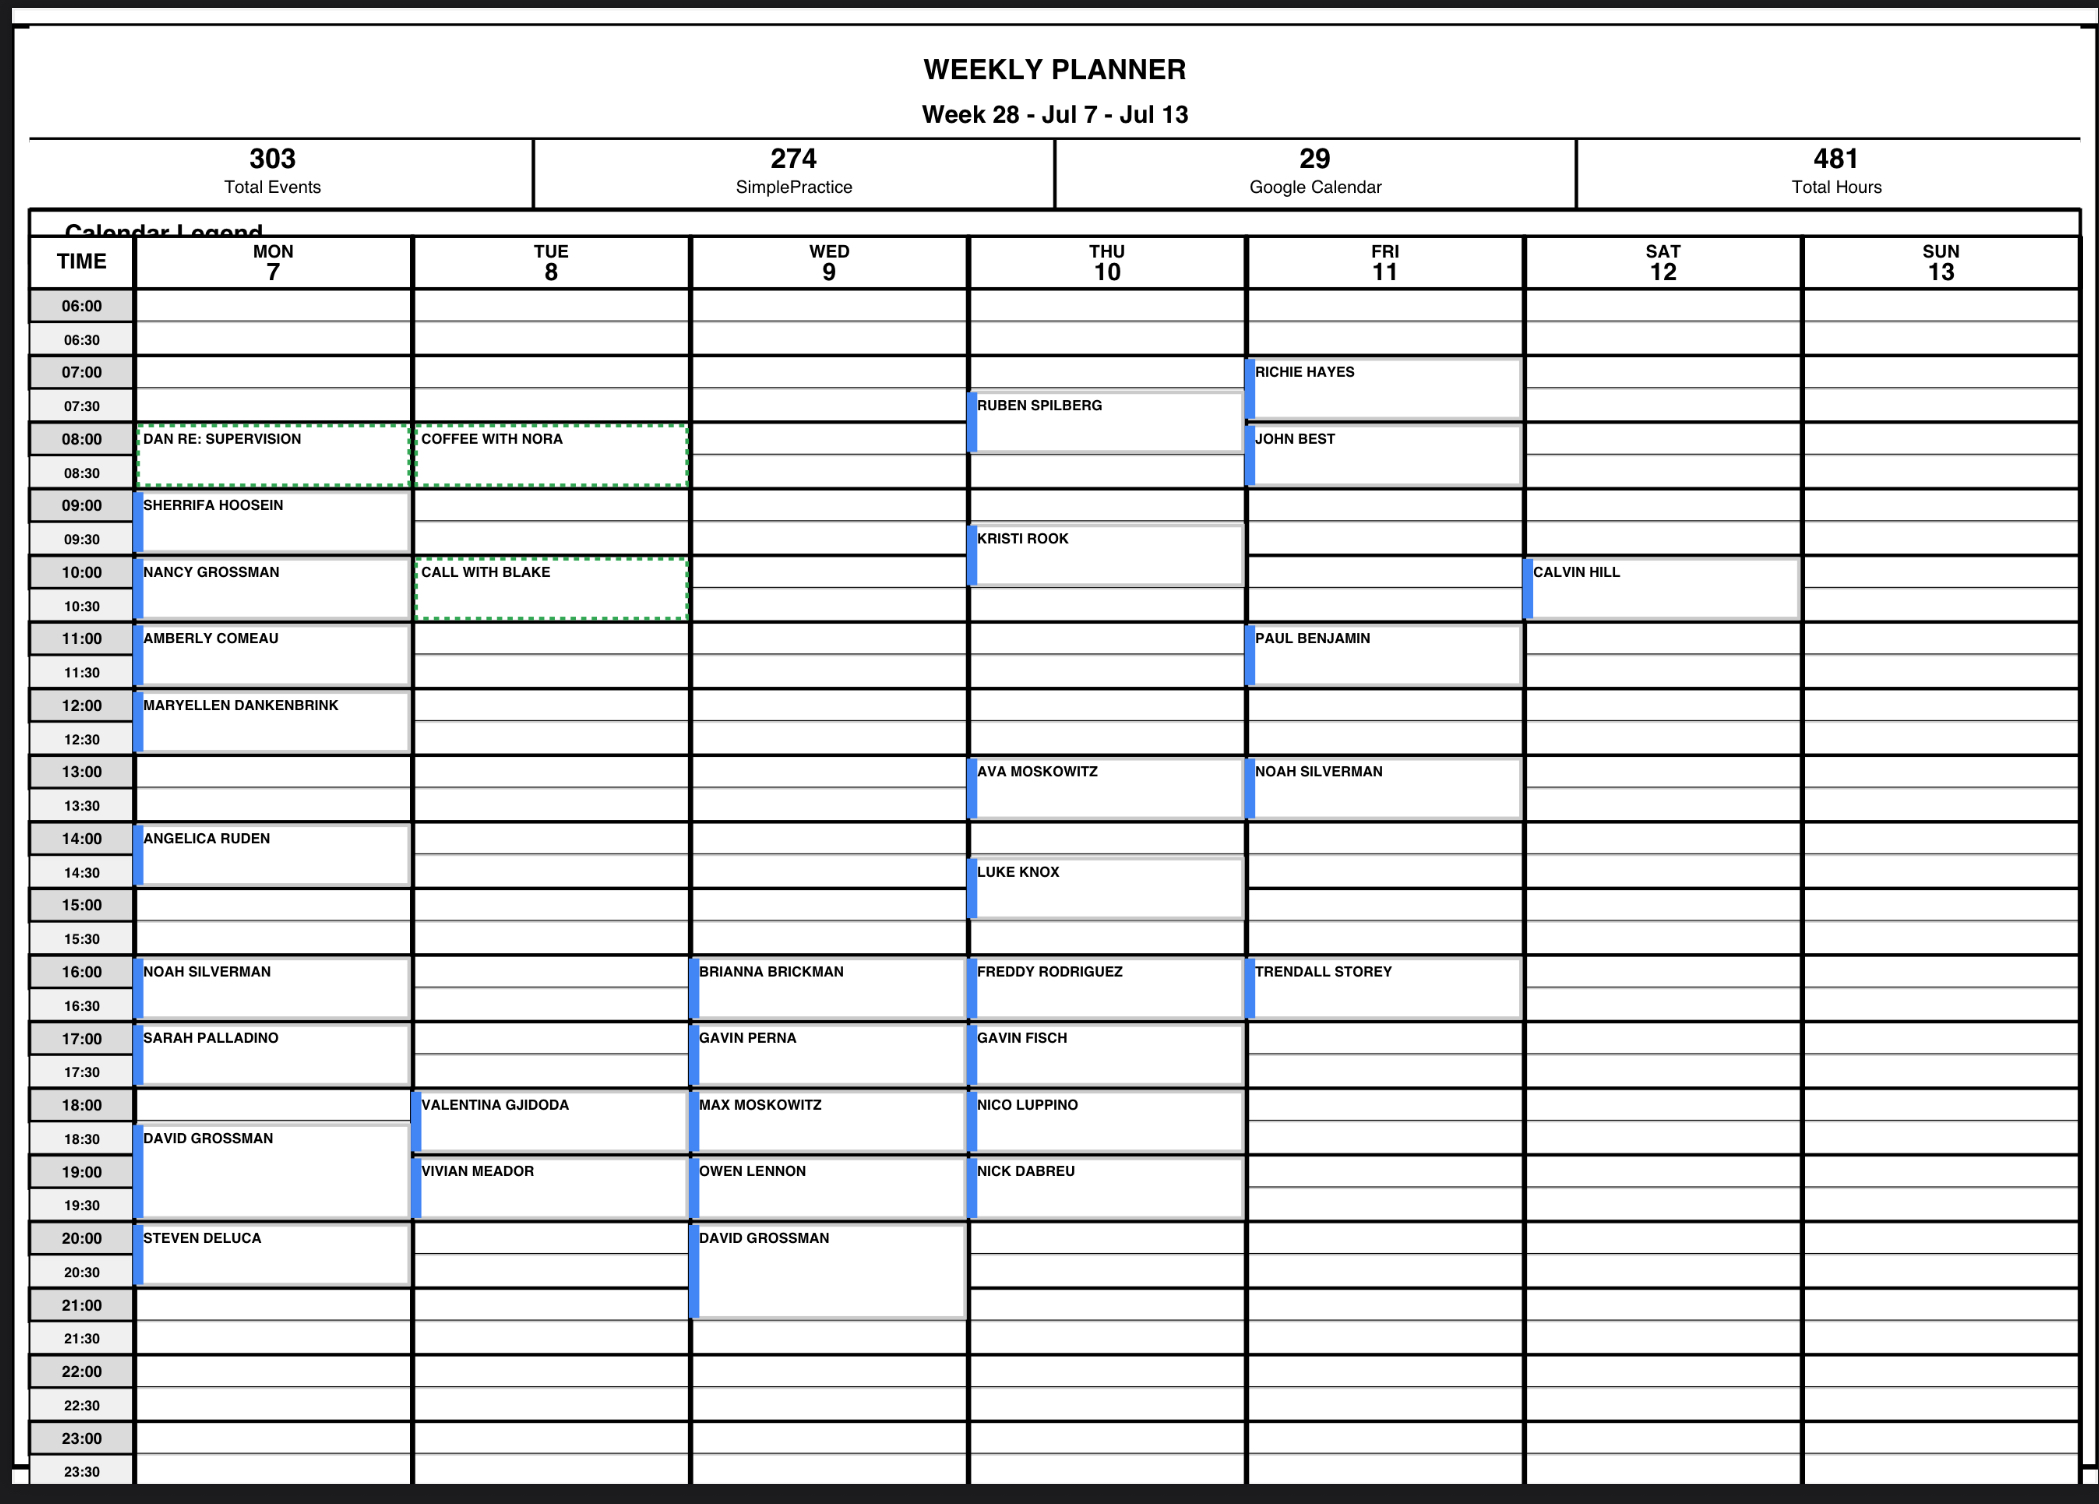 WEEKLY PLANNER
Week 28 - Jul 7 - Jul 13
303 274 29 481
Total Events SimplePractice Google Calendar Total Hours
Calendar Legend
TIME MON TUE WED THU FRI SAT SUN
7 8 9 10 11 12 13
06:00
06:30
07:00 RICHIE HAYES
07:30 RUBEN SPILBERG
08:00 DAN RE: SUPERVISION COFFEE WITH NORA JOHN BEST
08:30
09:00 SHERRIFA HOOSEIN
09:30 KRISTI ROOK
10:00 NANCY GROSSMAN CALL WITH BLAKE CALVIN HILL
10:30
11:00 AMBERLY COMEAU PAUL BENJAMIN
11:30
12:00 MARYELLEN DANKENBRINK
12:30
13:00 AVA MOSKOWITZ NOAH SILVERMAN
13:30
14:00 ANGELICA RUDEN
14:30 LUKE KNOX
15:00
15:30
16:00 NOAH SILVERMAN BRIANNA BRICKMAN FREDDY RODRIGUEZ TRENDALL STOREY
16:30
17:00 SARAH PALLADINO GAVIN PERNA GAVIN FISCH
17:30
18:00 VALENTINA GJIDODA MAX MOSKOWITZ NICO LUPPINO
18:30 DAVID GROSSMAN
19:00 VIVIAN MEADOR OWEN LENNON NICK DABREU
19:30
20:00 STEVEN DELUCA DAVID GROSSMAN
20:30
21:00
21:30
22:00
22:30
23:00
23:30